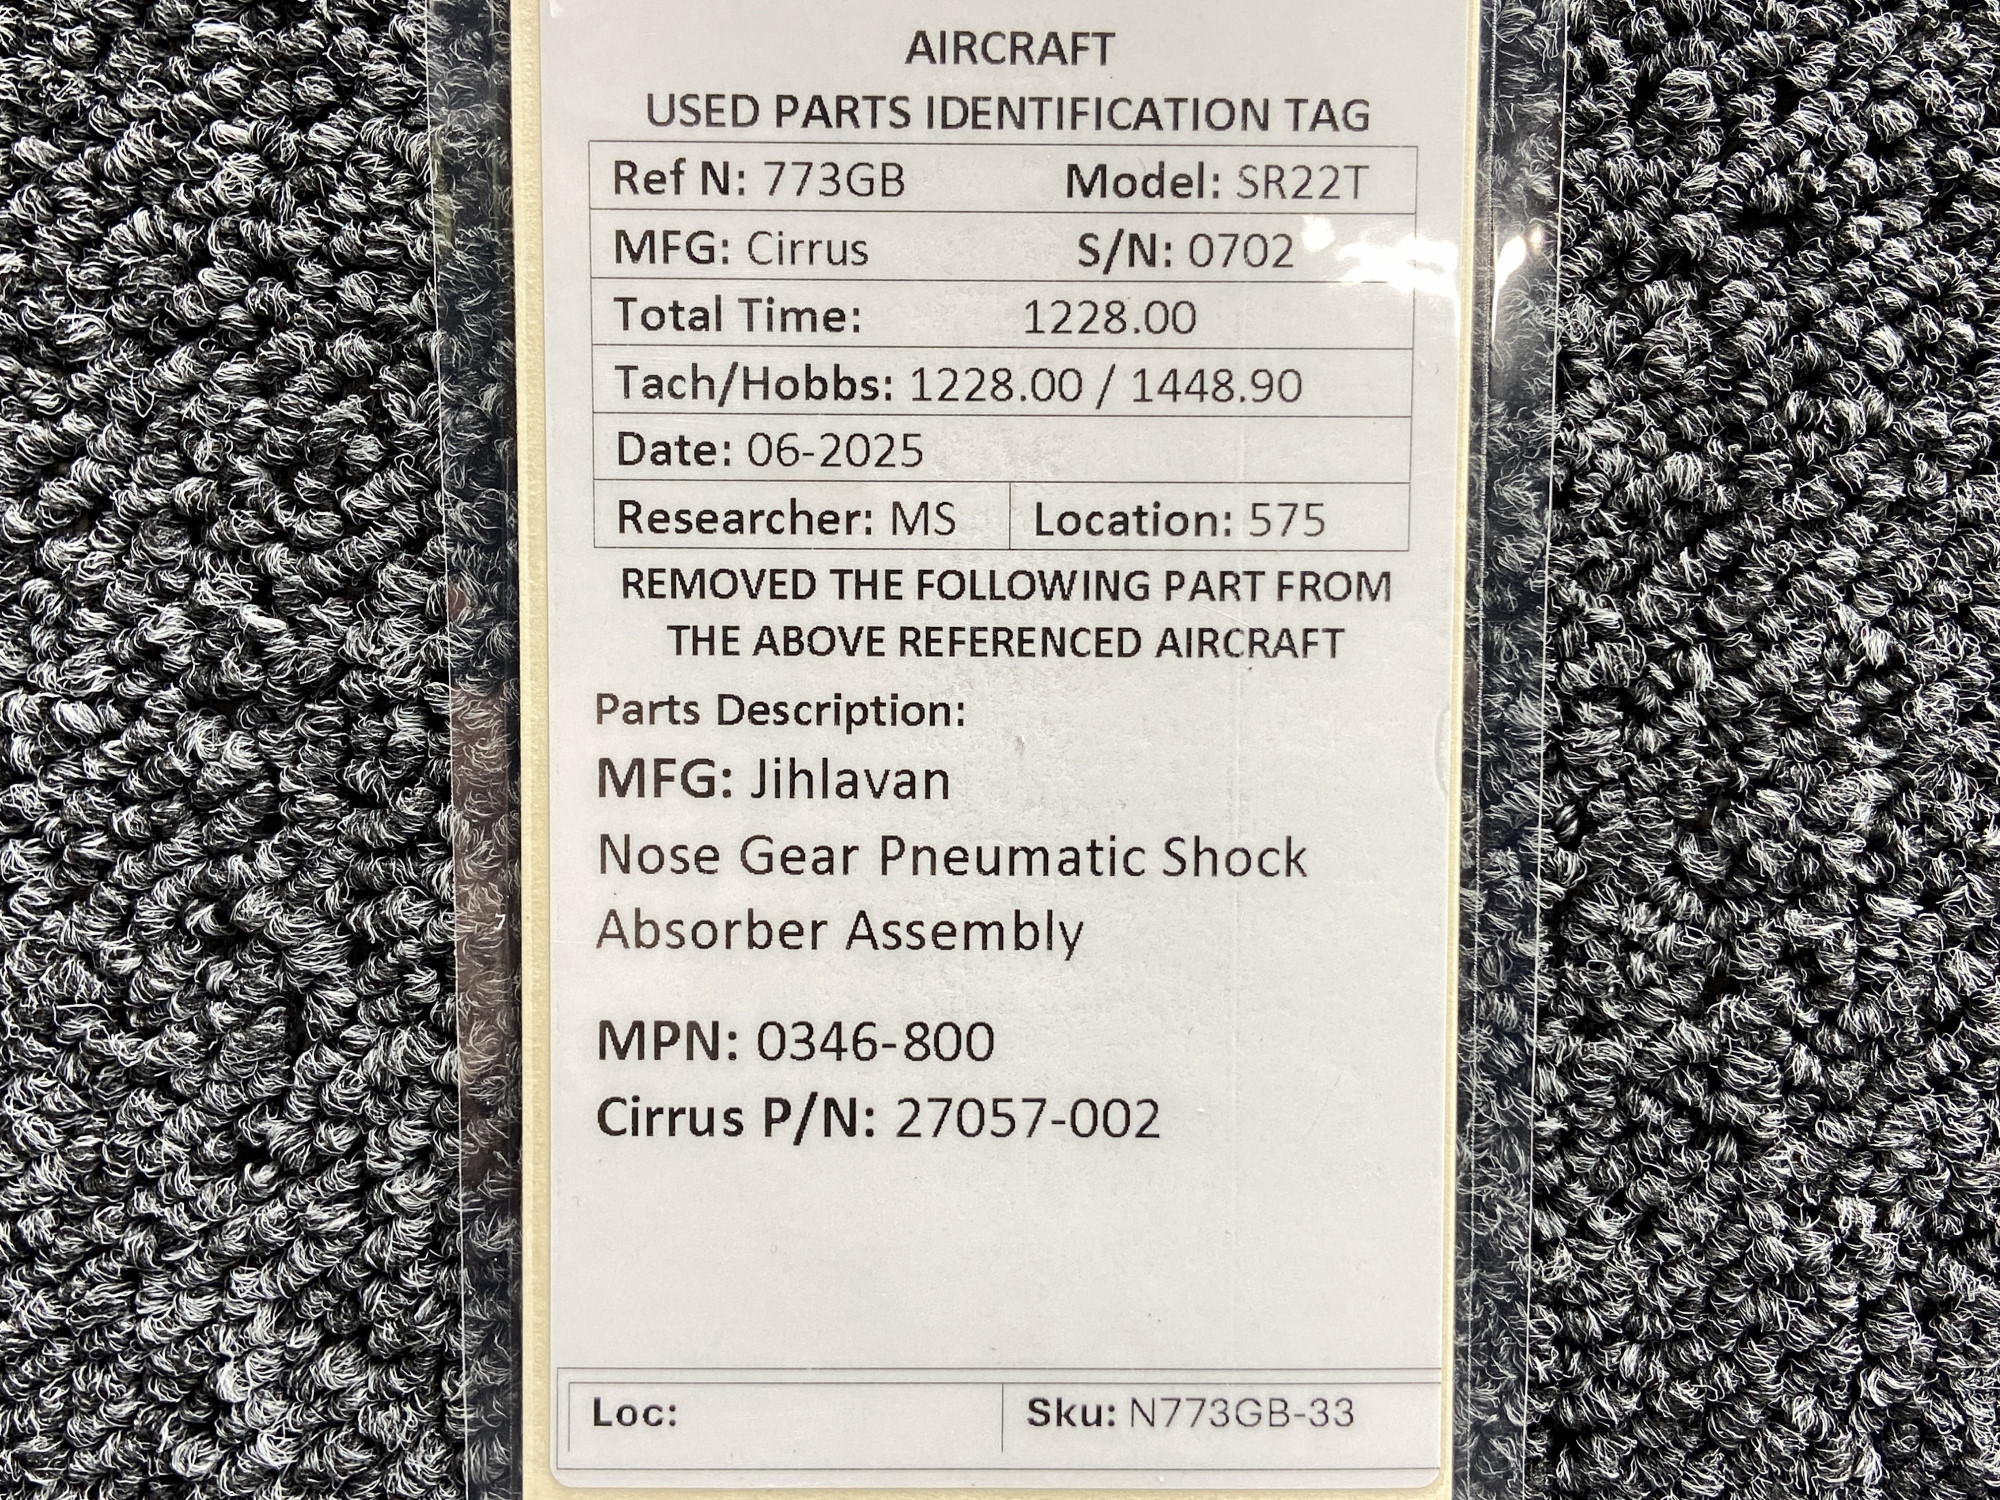 AIRCRAFT
USED PARTS IDENTIFICATION TAG
Ref N: 773GB Model: SR22T
MFG: Cirrus S/N: 0702
Total Time: 1228.00
Tach/Hobbs: 1228.00 / 1448.90
Date: 06-2025
Researcher: MS Location: 575
REMOVED THE FOLLOWING PART FROM
THE ABOVE REFERENCED AIRCRAFT
Parts Description:
MFG: Jihlavan
Nose Gear Pneumatic Shock
Absorber Assembly
MPN: 0346-800
Cirrus P/N: 27057-002
Loc: Sku: N773GB-33